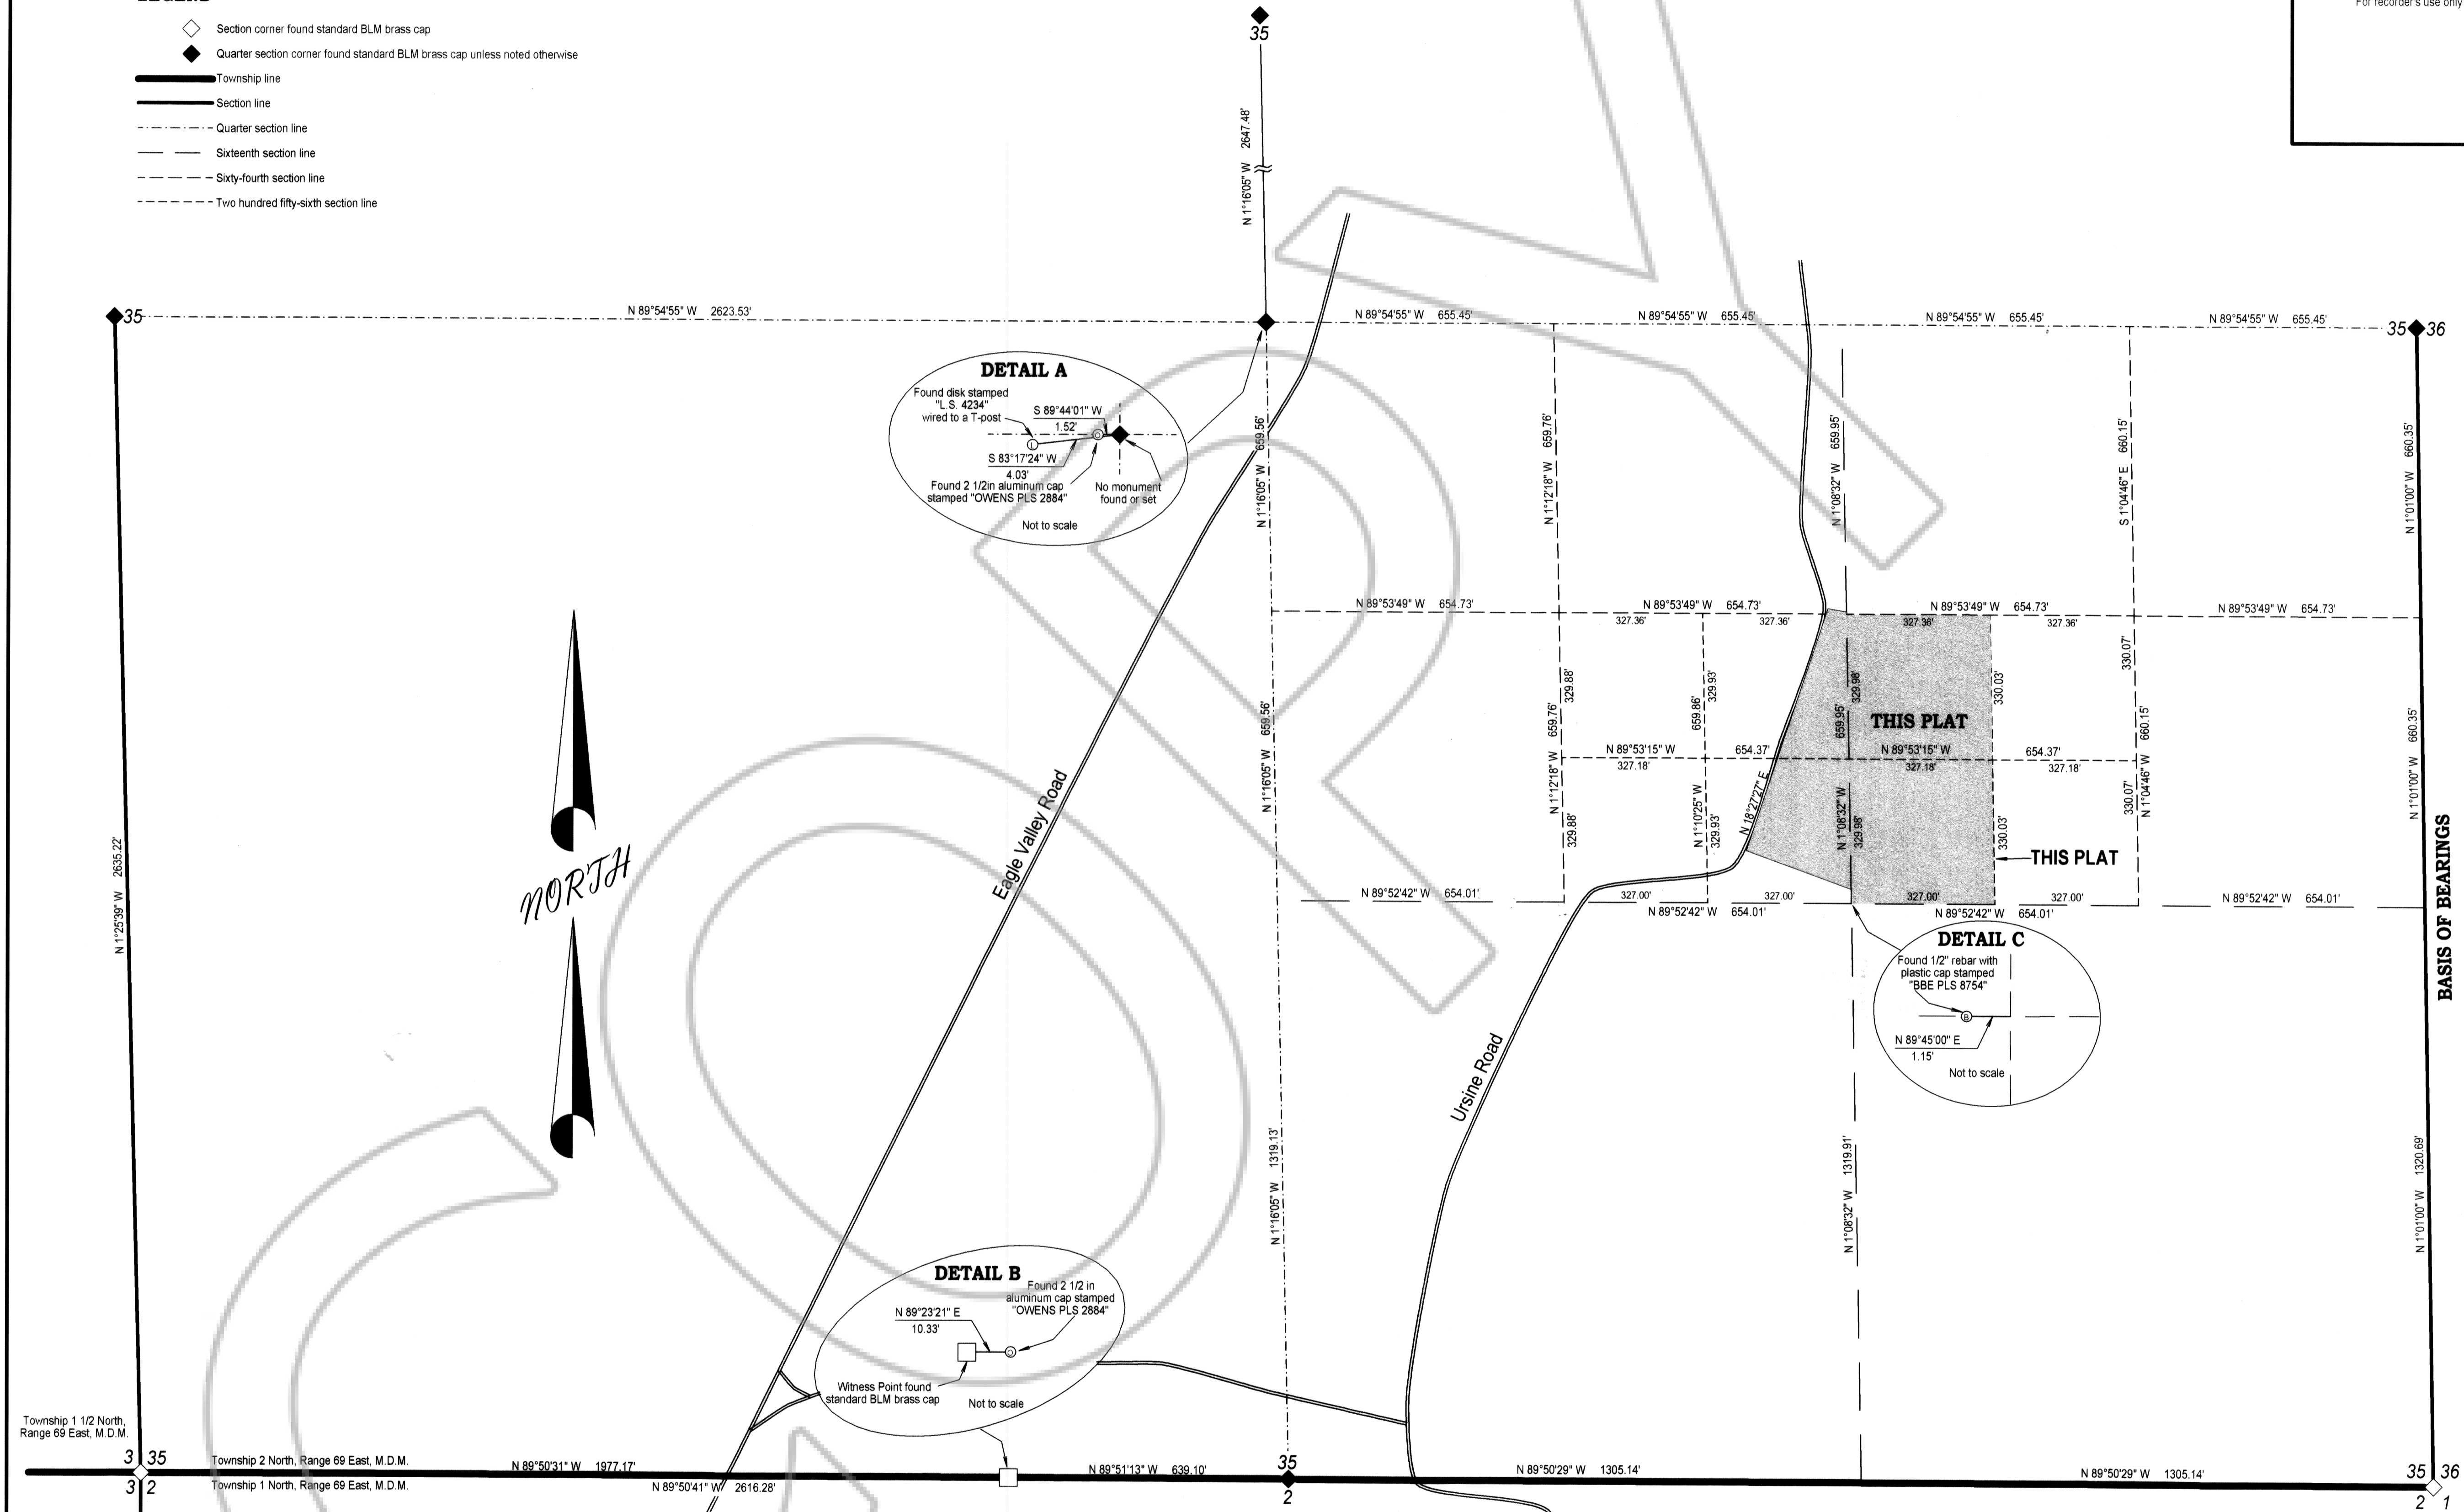 LEGEND
For recorder's use only
Section corner found standard BLM brass cap
Quarter section corner found standard BLM brass cap unless noted otherwise
Township line
Section line
Quarter section line
Sixteenth section line
Sixty-fourth section line
Two hundred fifty-sixth section line
35
N 1°16'05" W 2647.48'
35
N 89°54'55" W 2623.53'
N 89°54'55" W 655.45'
N 89°54'55" W 655.45'
N 89°54'55" W 655.45'
N 89°54'55" W 655.45'
35 36
DETAIL A
Found disk stamped
"L.S. 4234"
wired to a T-post
S 89°44'01" W
1.52'
L
O
S 83°17'24" W
4.03'
Found 2 1/2in aluminum cap
stamped "OWENS PLS 2884"
No monument
found or set
Not to scale
N 1°16'05" W 659.56'
N 1°12'18" W 659.76'
N 1°08'32" W 659.95'
S 1°04'46" E 660.15'
N 1°01'00" W 660.35'
N 89°53'49" W 654.73'
N 89°53'49" W 654.73'
N 89°53'49" W 654.73'
N 89°53'49" W 654.73'
327.36'
327.36'
327.36'
327.36'
N 1°16'05" W 659.56'
N 1°12'18" W 659.76'
329.88'
329.88'
N 1°10'25" W 659.86'
329.93'
329.93'
N 1°08'32" W
659.95'
329.98'
329.98'
330.03'
330.03'
330.07'
330.07'
N 1°04'46" W 660.15'
N 1°01'00" W 660.35'
THIS PLAT
N 89°53'15" W 654.37'
N 89°53'15" W 654.37'
327.18'
327.18'
327.18'
N 18°27'27" E
THIS PLAT
N 89°52'42" W 654.01'
327.00'
327.00'
327.00'
327.00'
N 89°52'42" W 654.01'
N 89°52'42" W 654.01'
N 89°52'42" W 654.01'
NORTH
N 1°25'39" W 2635.22'
Eagle Valley Road
Ursine Road
BASIS OF BEARINGS
DETAIL C
Found 1/2" rebar with
plastic cap stamped
"BBE PLS 8754"
B
N 89°45'00" E
1.15'
Not to scale
N 1°16'05" W 1319.13'
N 1°08'32" W 1319.91'
N 1°01'00" W 1320.69'
DETAIL B
Found 2 1/2 in
aluminum cap stamped
"OWENS PLS 2884"
N 89°23'21" E
10.33'
O
Witness Point found
standard BLM brass cap
Not to scale
Township 1 1/2 North,
Range 69 East, M.D.M.
3 35
3 2
Township 2 North, Range 69 East, M.D.M.
Township 1 North, Range 69 East, M.D.M.
N 89°50'31" W 1977.17'
N 89°50'41" W 2616.28'
N 89°51'13" W 639.10'
35
2
N 89°50'29" W 1305.14'
N 89°50'29" W 1305.14'
35 36
2 1
COPY